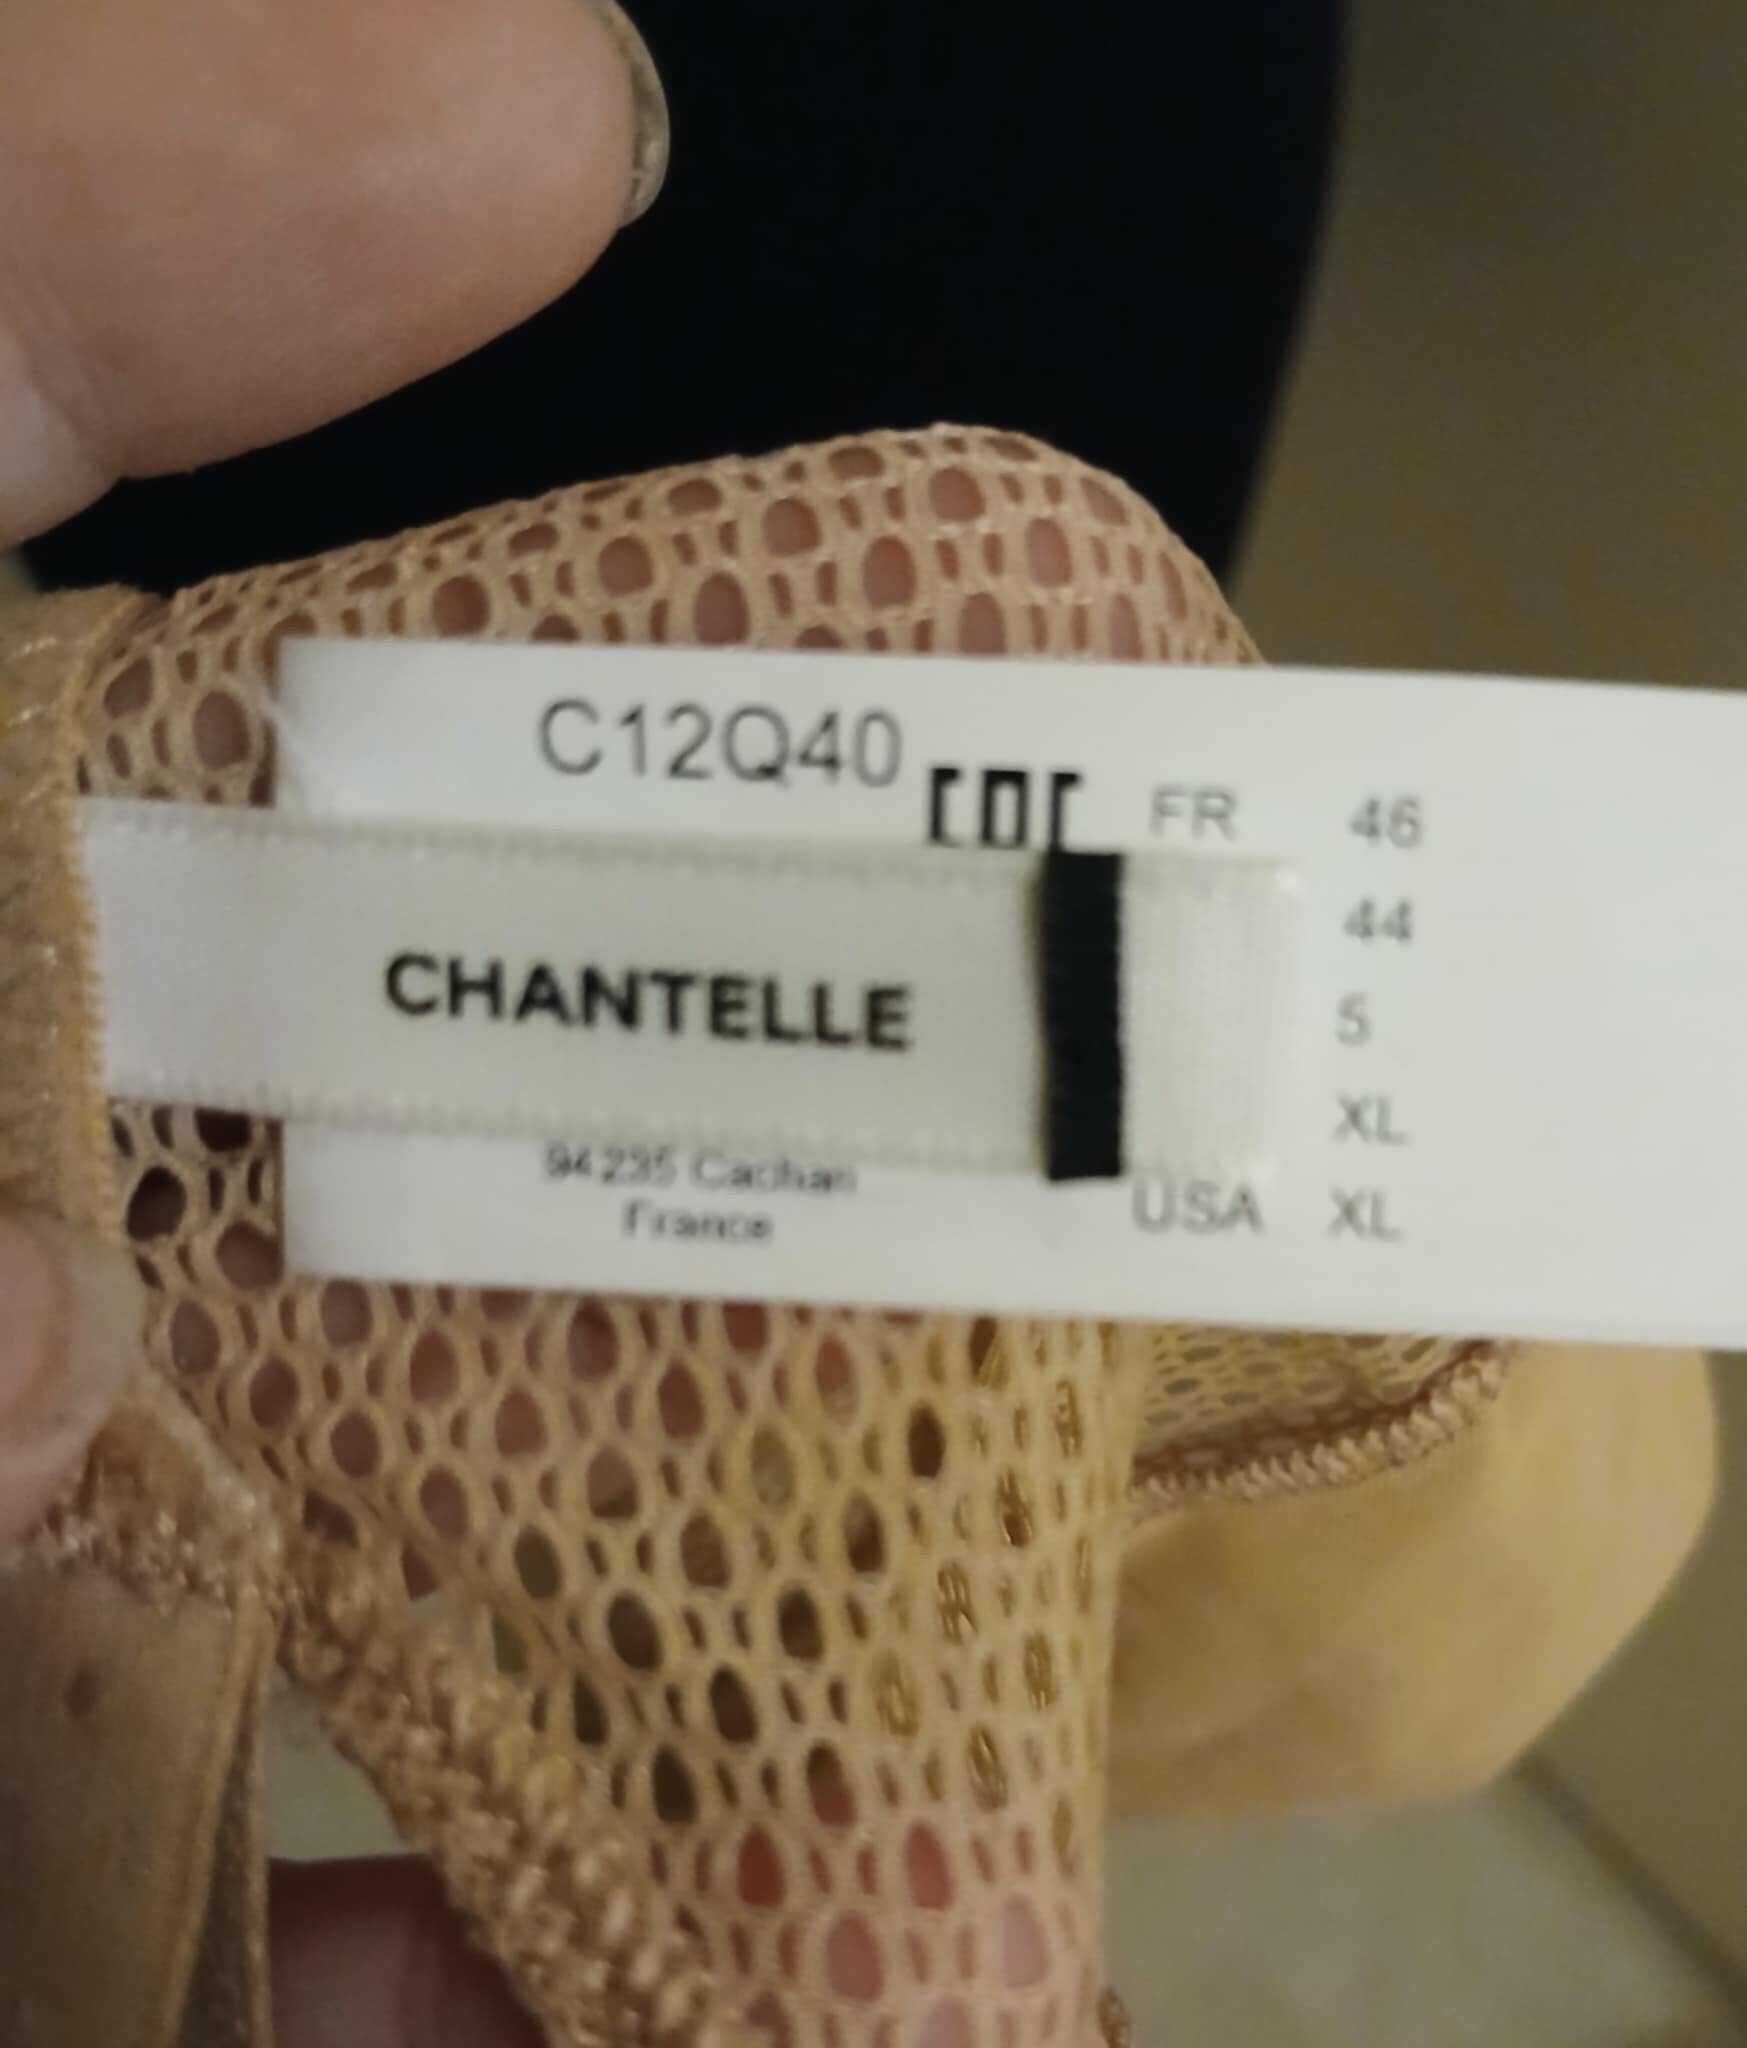 C12Q40
FR 46
44
CHANTELLE
5
XL
94235 Cachan
USA XL
France